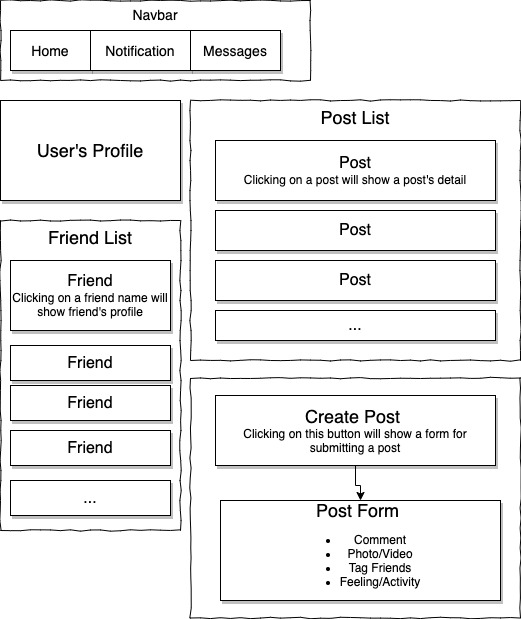 Navbar
Home Notification Messages
User's Profile
Friend List
Friend
Clicking on a friend name will
show friend's profile
Friend
Friend
Friend
...
Post List
Post
Clicking on a post will show a post's detail
Post
Post
...
Create Post
Clicking on this button will show a form for
submitting a post
Post Form
• Comment
• Photo/Video
• Tag Friends
• Feeling/Activity